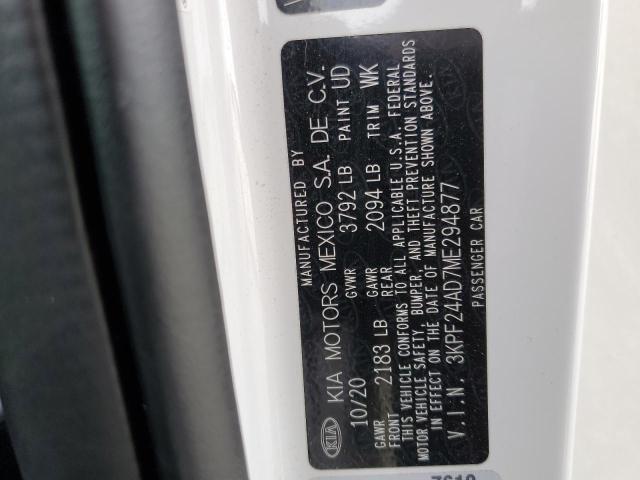 MANUFACTURED BY
KIA KIA MOTORS MEXICO S.A. DE C.V.
10/20 GVWR 3792 LB PAINT UD
GAWR FRONT 2183 LB GAWR REAR 2094 LB TRIM WK
THIS VEHICLE CONFORMS TO ALL APPLICABLE U.S.A. FEDERAL
MOTOR VEHICLE SAFETY, BUMPER, AND THEFT PREVENTION STANDARDS
IN EFFECT ON THE DATE OF MANUFACTURE SHOWN ABOVE.
V.I.N. 3KPF24AD7ME294877
PASSENGER CAR